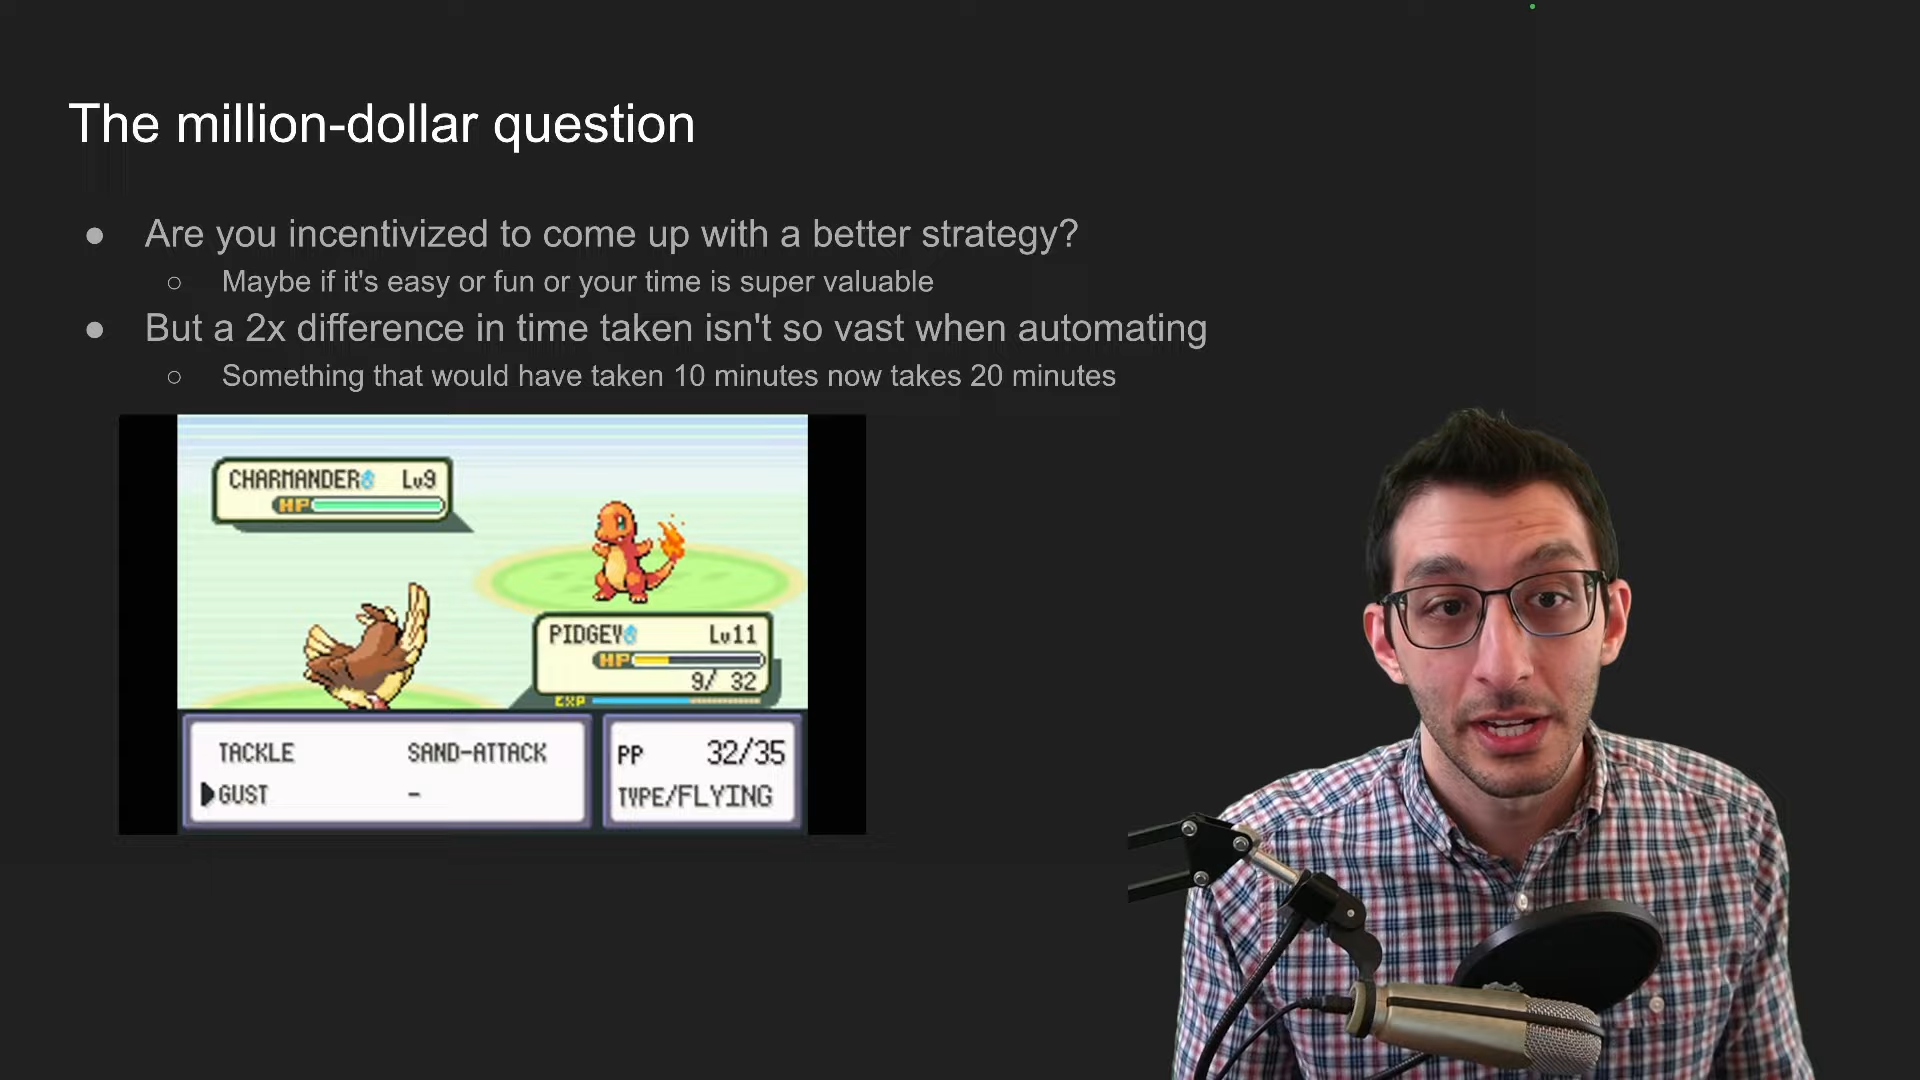 The million-dollar question
● Are you incentivized to come up with a better strategy?
○ Maybe if it's easy or fun or your time is super valuable
● But a 2x difference in time taken isn't so vast when automating
○ Something that would have taken 10 minutes now takes 20 minutes
CHARMANDER♂ Lv9
HP
PIDGEY♂ Lv11
HP
9/ 32
EXP
TACKLE SAND-ATTACK
GUST -
PP 32/35
TYPE/FLYING